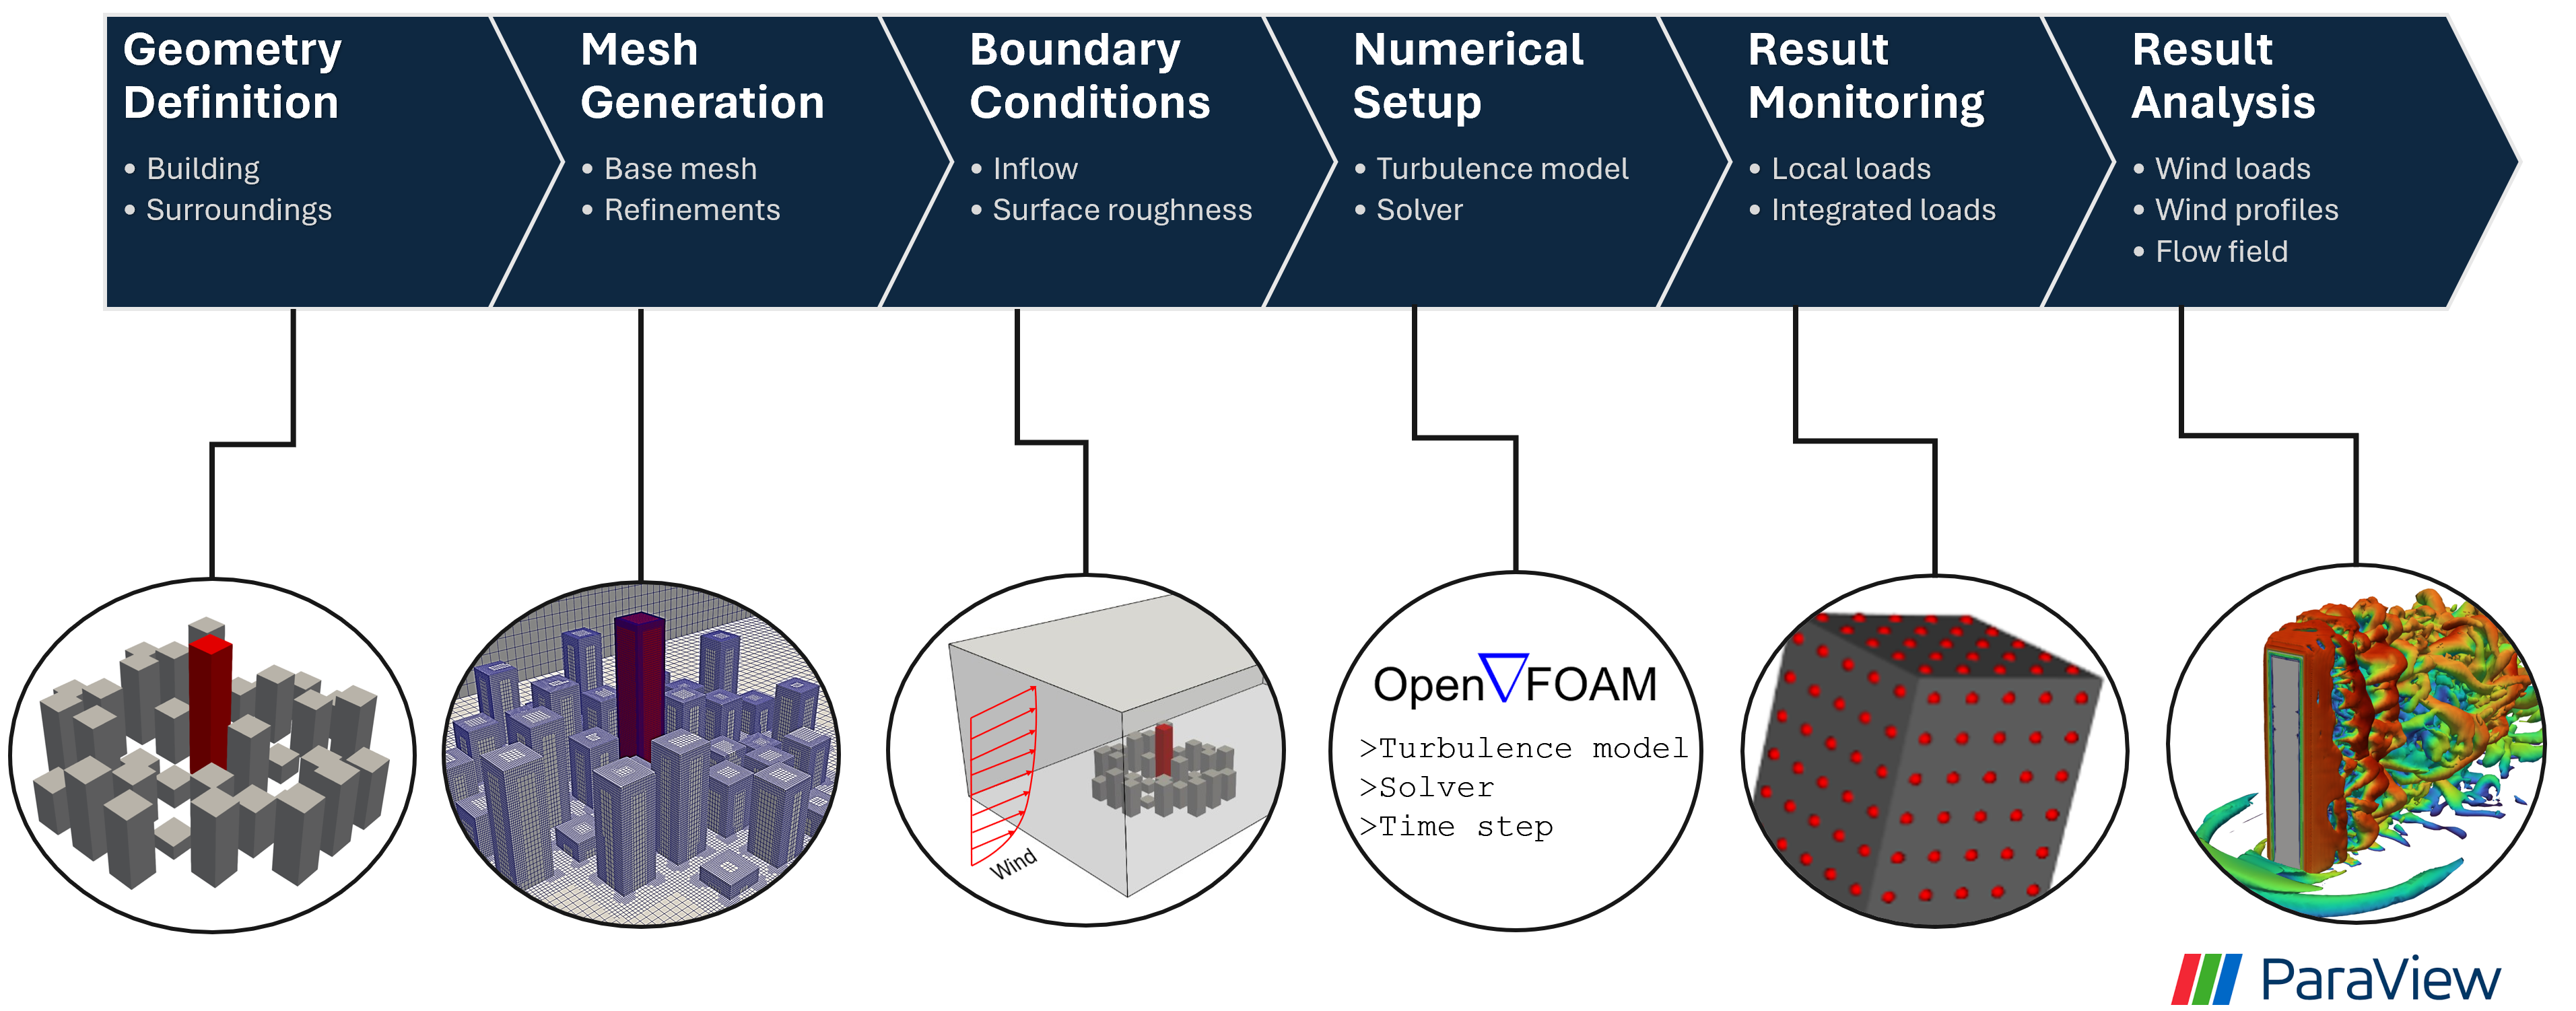 Geometry
Definition
• Building
• Surroundings
Mesh
Generation
• Base mesh
• Refinements
Boundary
Conditions
• Inflow
• Surface roughness
Numerical
Setup
• Turbulence model
• Solver
Result
Monitoring
• Local loads
• Integrated loads
Result
Analysis
• Wind loads
• Wind profiles
• Flow field
Wind
Open∇FOAM
>Turbulence model
>Solver
>Time step
ParaView